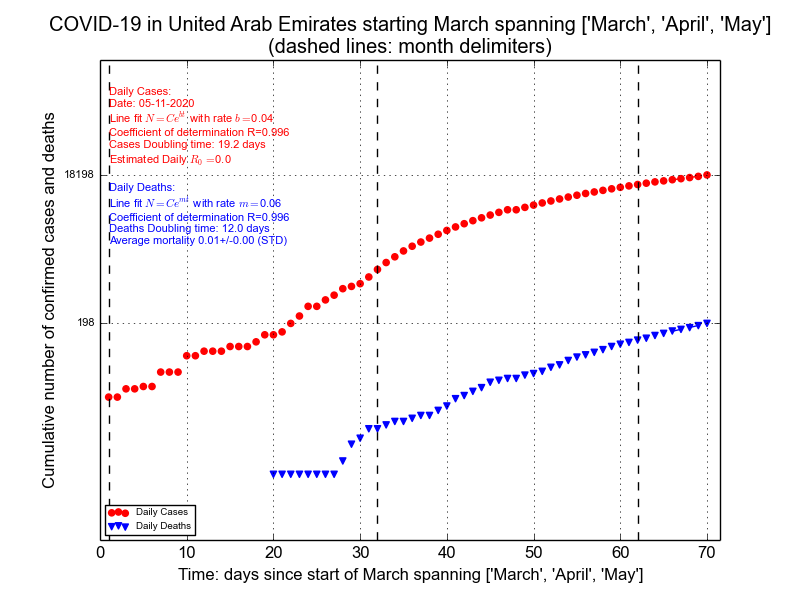 COVID-19 in United Arab Emirates starting March spanning ['March', 'April', 'May']
(dashed lines: month delimiters)
Daily Cases:
Date: 05-11-2020
Line fit N = Ce^{bt} with rate b = 0.04
Coefficient of determination R=0.996
Cases Doubling time: 19.2 days
Estimated Daily R_0 = 0.0
Daily Deaths:
Line fit N = Ce^{mt} with rate m = 0.06
Coefficient of determination R=0.996
Deaths Doubling time: 12.0 days
Average mortality 0.01+/-0.00 (STD)
18198
198
Cumulative number of confirmed cases and deaths
Daily Cases
Daily Deaths
0 10 20 30 40 50 60 70
Time: days since start of March spanning ['March', 'April', 'May']